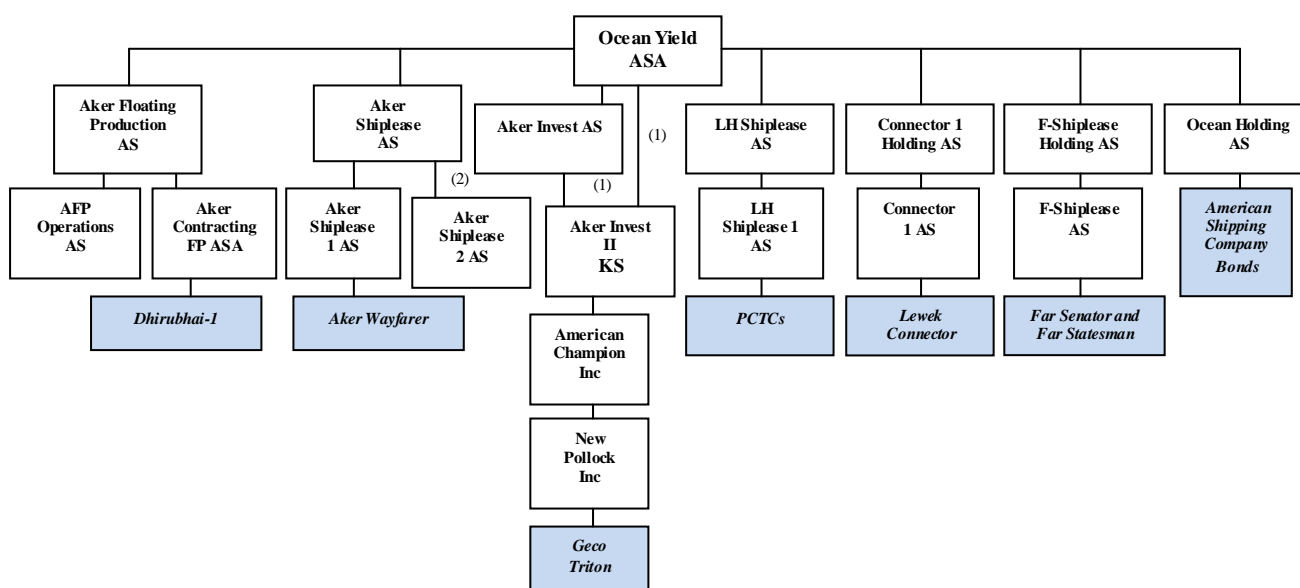 Ocean Yield
ASA
Aker Floating
Production
AS
Aker
Shiplease
AS
Aker Invest AS
(1)
LH Shiplease
AS
Connector 1
Holding AS
F-Shiplease
Holding AS
Ocean Holding
AS
AFP
Operations
AS
Aker
Contracting
FP ASA
Aker
Shiplease
1 AS
(2)
Aker
Shiplease
2 AS
(1)
Aker Invest
II
KS
LH
Shiplease 1
AS
Connector
1 AS
F-Shiplease
AS
American
Shipping
Company
Bonds
Dhirubhai-1
Aker Wayfarer
American
Champion
Inc
PCTCs
Lewek
Connector
Far Senator and
Far Statesman
New
Pollock
Inc
Geco
Triton